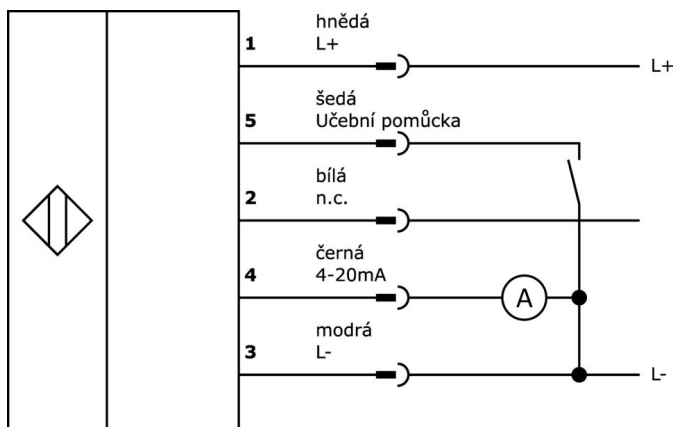 hnědá
1 L+
L+
šedá
5 Učební pomůcka
bílá
2 n.c.
černá
4 4-20mA
A
modrá
3 L-
L-